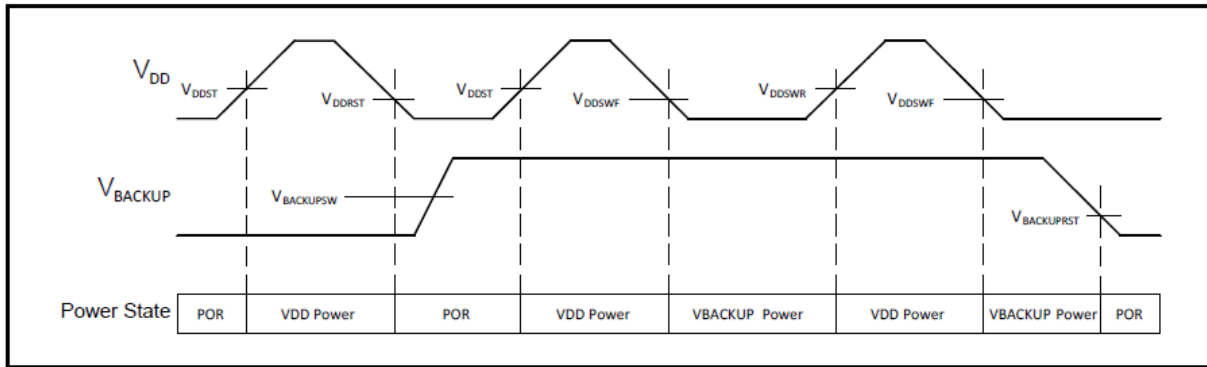 VDD
VDDST
VDDRST
VDDST
VDDSWF
VDDSWR
VDDSWF
VBACKUP
VBACKUPSW
VBACKUPRST
Power State POR VDD Power POR VDD Power VBACKUP Power VDD Power VBACKUP Power POR